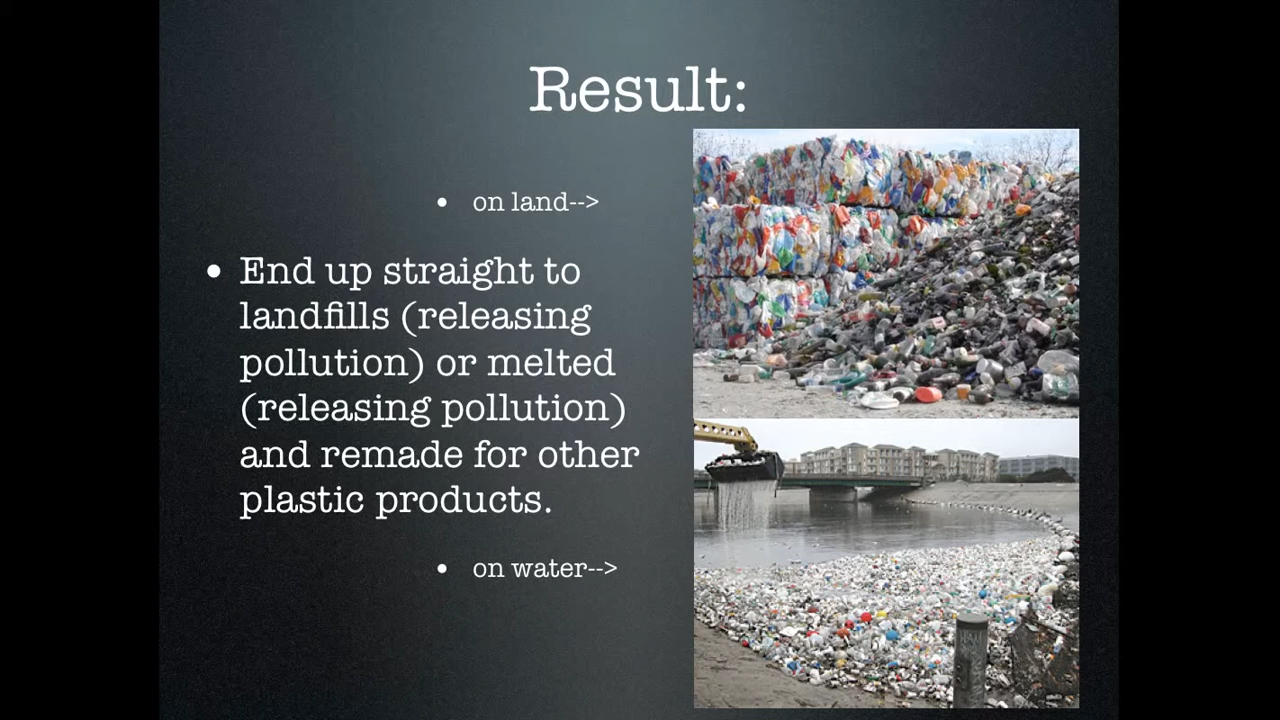 Result:
• on land-->
• End up straight to
landfills (releasing
pollution) or melted
(releasing pollution)
and remade for other
plastic products.
• on water-->